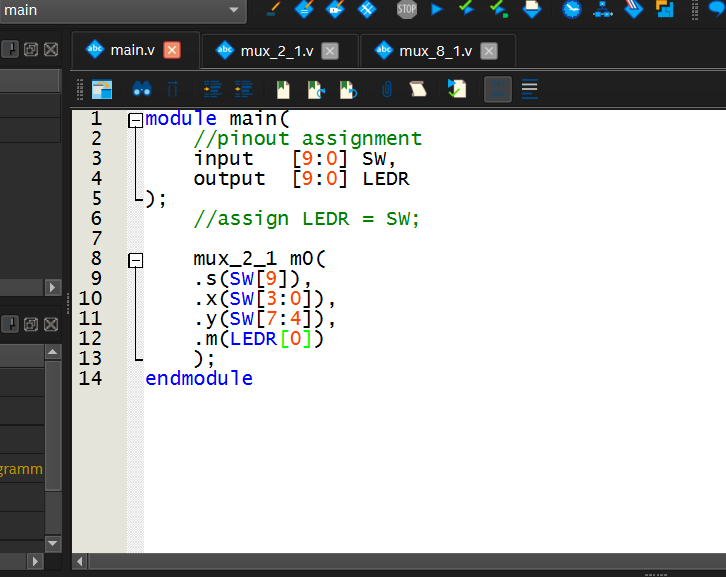 main
STOP
main.v
mux_2_1.v
mux_8_1.v
1 module main(
2 //pinout assignment
3 input [9:0] SW,
4 output [9:0] LEDR
5 );
6 //assign LEDR = SW;
7
8 mux_2_1 m0(
9 .s(SW[9]),
10 .x(SW[3:0]),
11 .y(SW[7:4]),
12 .m(LEDR[0])
13 );
14 endmodule
gramm